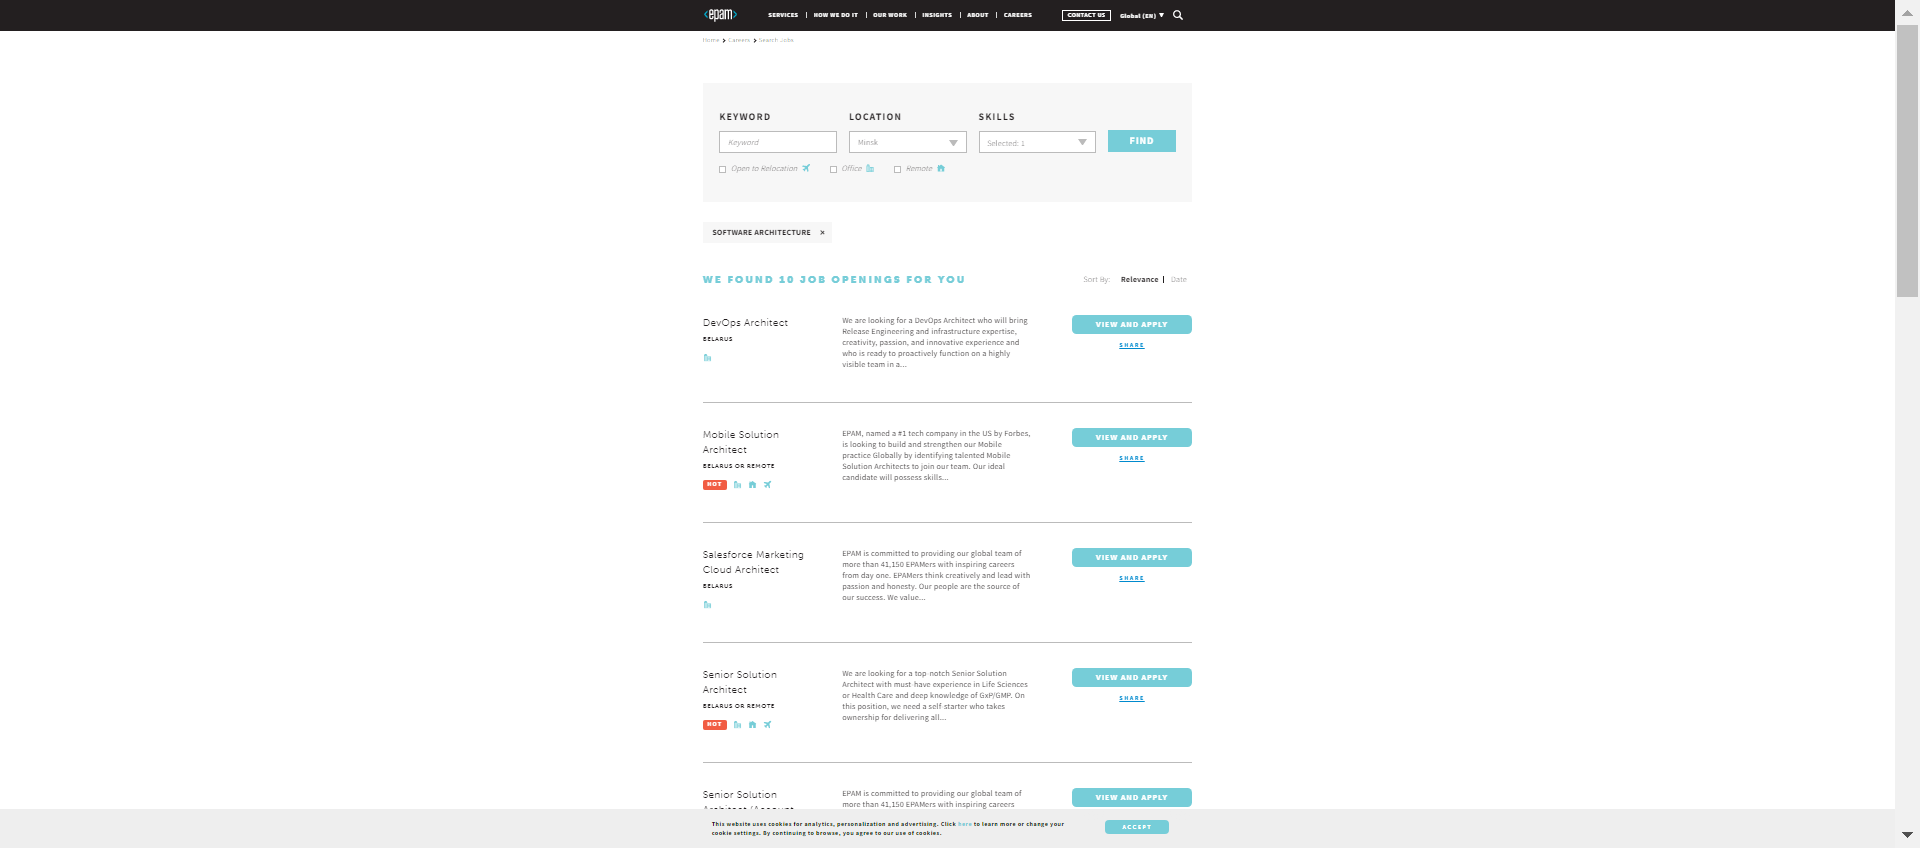 <epam>
SERVICES | HOW WE DO IT | OUR WORK | INSIGHTS | ABOUT | CAREERS
CONTACT US
Global (EN)
Home > Careers > Search Jobs
KEYWORD
LOCATION
SKILLS
Keyword
Minsk
Selected: 1
FIND
Open to Relocation
Office
Remote
SOFTWARE ARCHITECTURE ×
WE FOUND 10 JOB OPENINGS FOR YOU
Sort By: Relevance | Date
DevOps Architect
BELARUS
We are looking for a DevOps Architect who will bring
Release Engineering and infrastructure expertise,
creativity, passion, and innovative experience and
who is ready to proactively function on a highly
visible team in a...
VIEW AND APPLY
SHARE
Mobile Solution
Architect
BELARUS OR REMOTE
HOT
EPAM, named a #1 tech company in the US by Forbes,
is looking to build and strengthen our Mobile
practice Globally by identifying talented Mobile
Solution Architects to join our team. Our ideal
candidate will possess skills...
VIEW AND APPLY
SHARE
Salesforce Marketing
Cloud Architect
BELARUS
EPAM is committed to providing our global team of
more than 41,150 EPAMers with inspiring careers
from day one. EPAMers think creatively and lead with
passion and honesty. Our people are the source of
our success. We value...
VIEW AND APPLY
SHARE
Senior Solution
Architect
BELARUS OR REMOTE
HOT
We are looking for a top-notch Senior Solution
Architect with must-have experience in Life Sciences
or Health Care and deep knowledge of GxP/GMP. On
this position, we need a self-starter who takes
ownership for delivering all...
VIEW AND APPLY
SHARE
Senior Solution
Architect (Account
EPAM is committed to providing our global team of
more than 41,150 EPAMers with inspiring careers
VIEW AND APPLY
This website uses cookies for analytics, personalization and advertising. Click here to learn more or change your
cookie settings. By continuing to browse, you agree to our use of cookies.
ACCEPT